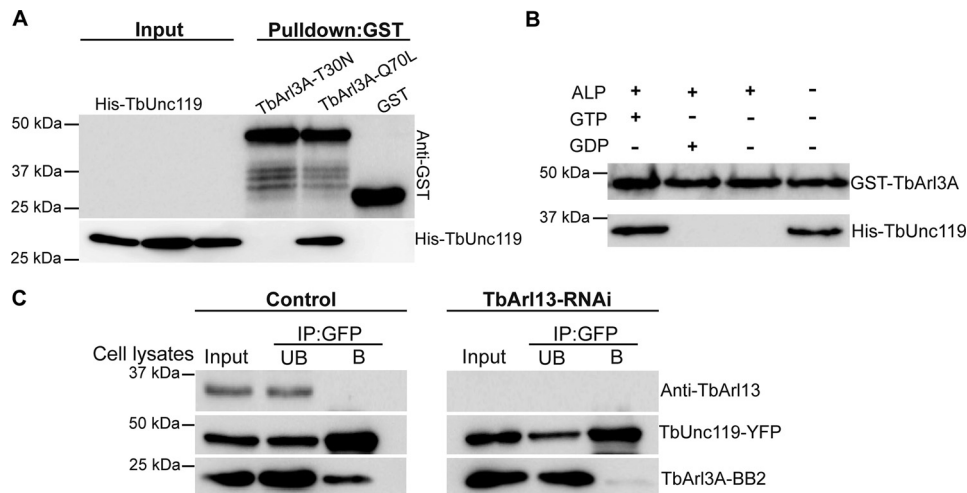 A
Input
Pulldown:GST
His-TbUnc119
TbArl3A-T30N
TbArl3A-Q70L
GST
50 kDa
37 kDa
25 kDa
Anti-GST
25 kDa
His-TbUnc119
B
ALP + + + -
GTP + - - -
GDP - + - -
50 kDa
GST-TbArl3A
37 kDa
His-TbUnc119
C
Control
TbArl13-RNAi
IP:GFP
IP:GFP
Cell lysates
Input
UB
B
Input
UB
B
37 kDa
Anti-TbArl13
50 kDa
TbUnc119-YFP
25 kDa
TbArl3A-BB2